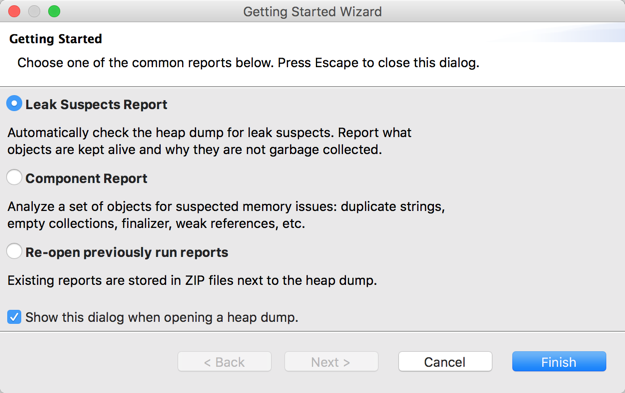 Getting Started Wizard
Getting Started
Choose one of the common reports below. Press Escape to close this dialog.
Leak Suspects Report
Automatically check the heap dump for leak suspects. Report what
objects are kept alive and why they are not garbage collected.
Component Report
Analyze a set of objects for suspected memory issues: duplicate strings,
empty collections, finalizer, weak references, etc.
Re-open previously run reports
Existing reports are stored in ZIP files next to the heap dump.
Show this dialog when opening a heap dump.
< Back Next > Cancel Finish